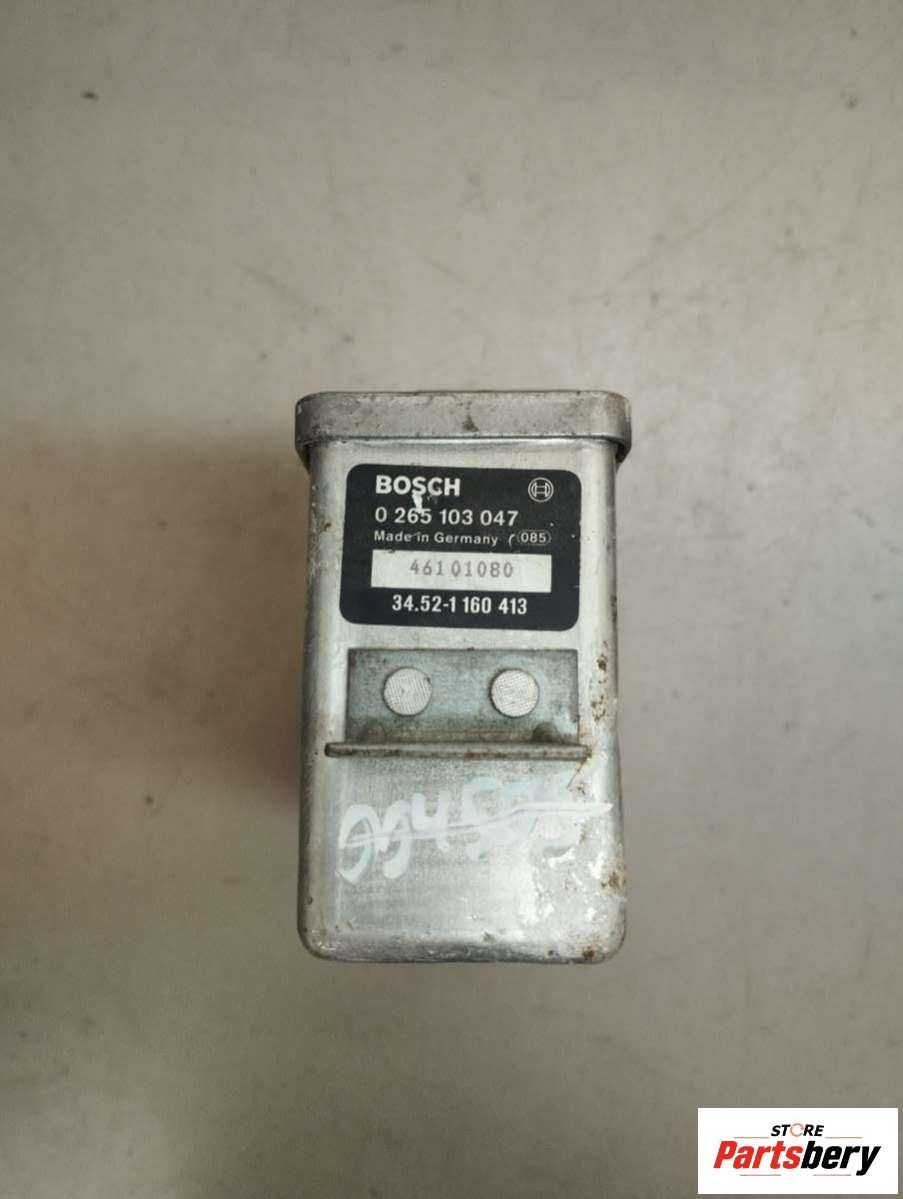 BOSCH
0 265 103 047
Made in Germany 085
46101080
34.52-1 160 413
STORE
Partsbery